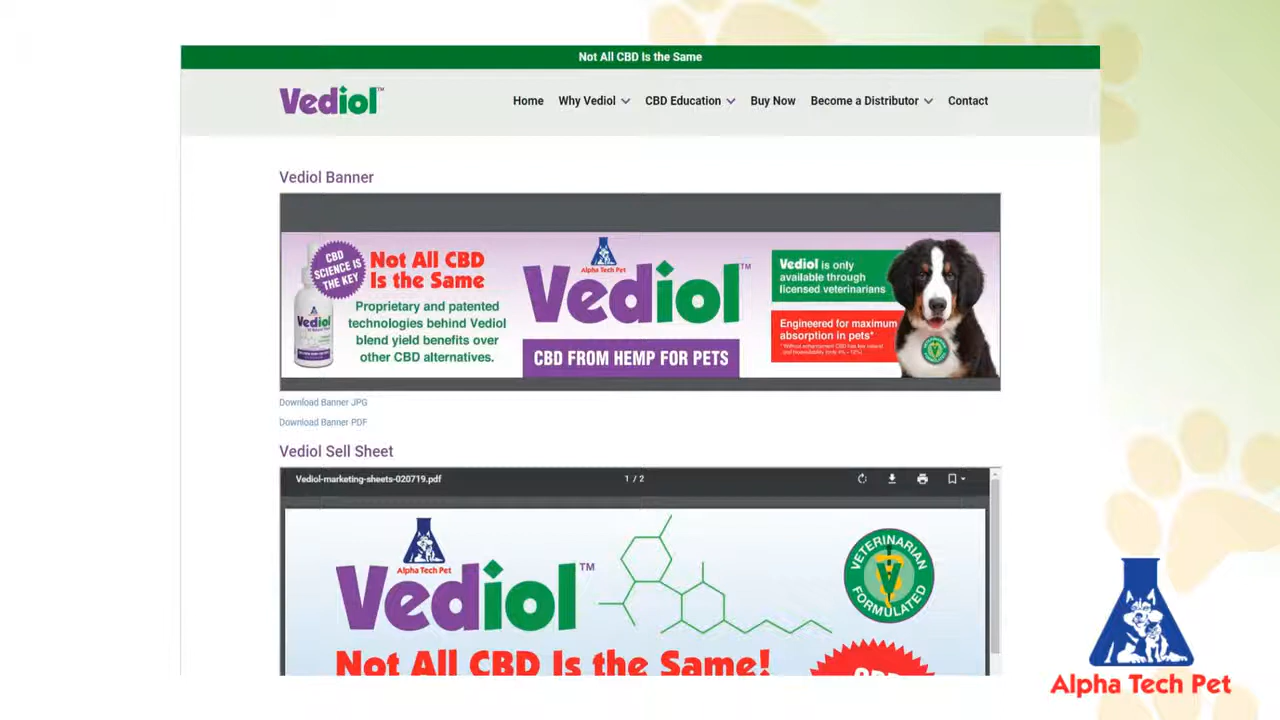 Not All CBD Is the Same
Vediol™
Home Why Vediol CBD Education Buy Now Become a Distributor Contact
Vediol Banner
CBD
SCIENCE IS
THE KEY
Not All CBD
Is the Same
Proprietary and patented
technologies behind Vediol
blend yield benefits over
other CBD alternatives.
Vediol
Alpha Tech Pet
Vediol™
CBD FROM HEMP FOR PETS
Vediol is only
available through
licensed veterinarians
Engineered for maximum
absorption in pets*
Download Banner JPG
Download Banner PDF
Vediol Sell Sheet
Vediol-marketing-sheets-020719.pdf 1 / 2
Alpha Tech Pet
Vediol™
VETERINARIAN
FORMULATED
Not All CBD Is the Same!
CBD
Alpha Tech Pet